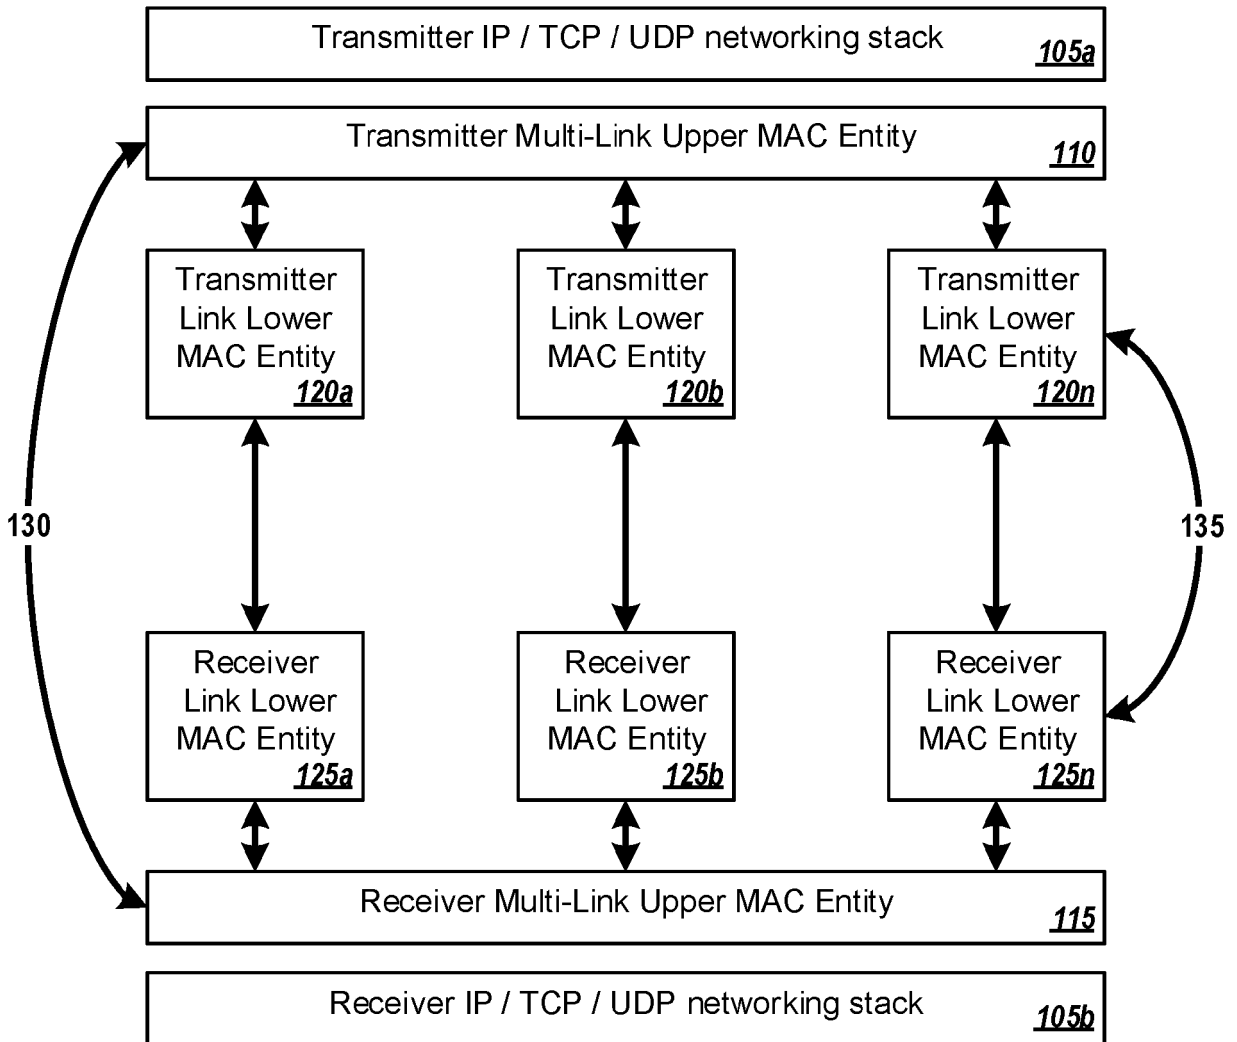 Transmitter IP / TCP / UDP networking stack
105a
Transmitter Multi-Link Upper MAC Entity
110
Transmitter
Link Lower
MAC Entity
120a
Transmitter
Link Lower
MAC Entity
120b
Transmitter
Link Lower
MAC Entity
120n
130
135
Receiver
Link Lower
MAC Entity
125a
Receiver
Link Lower
MAC Entity
125b
Receiver
Link Lower
MAC Entity
125n
Receiver Multi-Link Upper MAC Entity
115
Receiver IP / TCP / UDP networking stack
105b